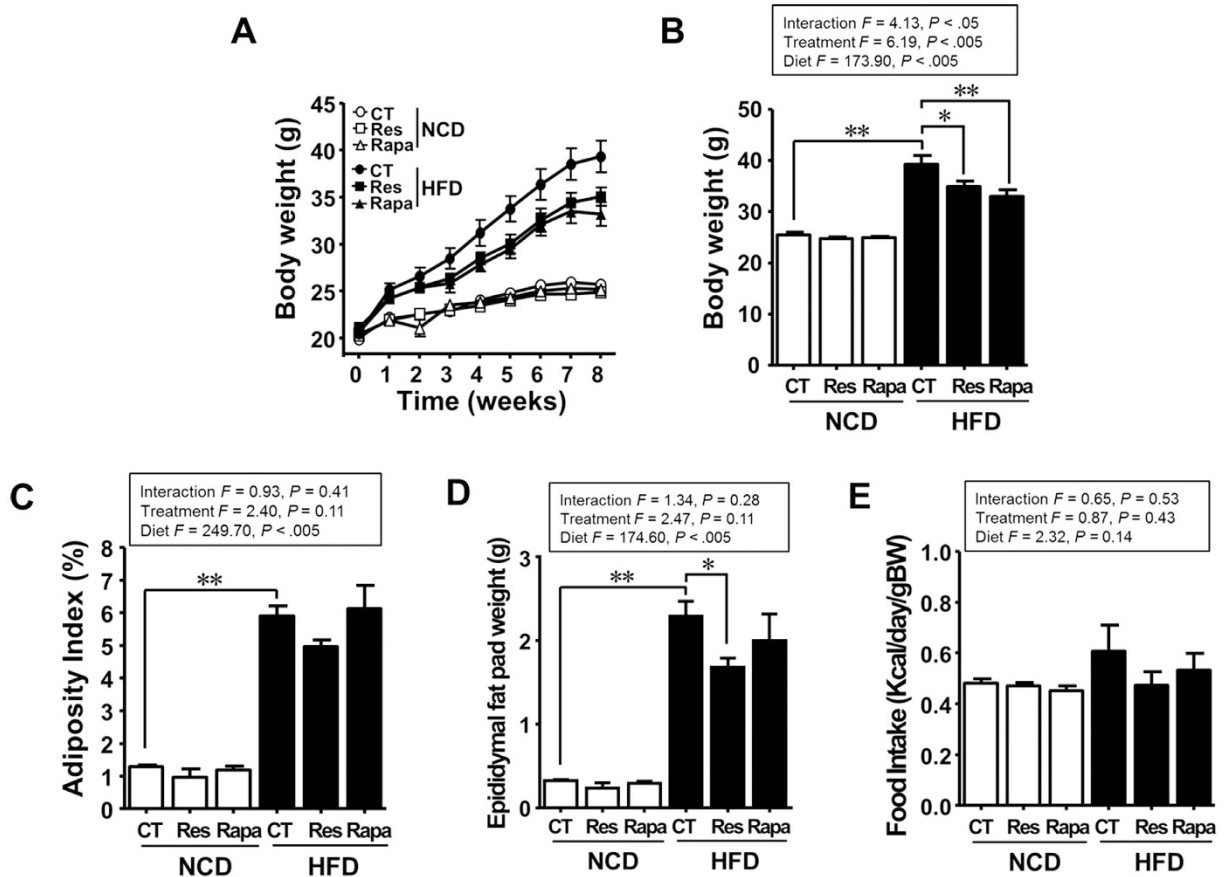 A
Body weight (g)
45
40
35
30
25
20
CT
Res
Rapa
NCD
CT
Res
Rapa
HFD
0 1 2 3 4 5 6 7 8
Time (weeks)
B
Interaction F = 4.13, P < .05
Treatment F = 6.19, P < .005
Diet F = 173.90, P < .005
Body weight (g)
50
40
30
20
10
0
**
**
*
CT Res Rapa CT Res Rapa
NCD HFD
C
Interaction F = 0.93, P = 0.41
Treatment F = 2.40, P = 0.11
Diet F = 249.70, P < .005
Adiposity Index (%)
8
7
6
5
4
3
2
1
0
**
CT Res Rapa CT Res Rapa
NCD HFD
D
Interaction F = 1.34, P = 0.28
Treatment F = 2.47, P = 0.11
Diet F = 174.60, P < .005
Epididymal fat pad weight (g)
3
2
1
0
** *
CT Res Rapa CT Res Rapa
NCD HFD
E
Interaction F = 0.65, P = 0.53
Treatment F = 0.87, P = 0.43
Diet F = 2.32, P = 0.14
Food Intake (Kcal/day/gBW)
1.0
0.8
0.6
0.4
0.2
0.0
CT Res Rapa CT Res Rapa
NCD HFD